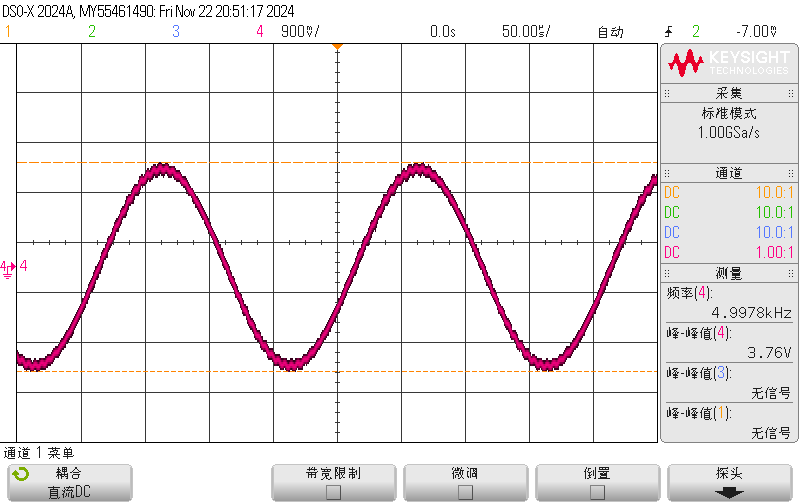 DSO-X 2024A, MY55461490: Fri Nov 22 20:51:17 2024
1 2 3 4 900mV/ 0.0s 50.00us/ 自动 2 -7.00V
KEYSIGHT
TECHNOLOGIES
采集
标准模式
1.00GSa/s
通道
DC 10.0:1
DC 10.0:1
DC 10.0:1
DC 1.00:1
测量
频率(4):
4.9978kHz
峰-峰值(4):
3.76V
峰-峰值(3):
无信号
峰-峰值(1):
无信号
4 4
通道 1 菜单
耦合
直流DC
带宽限制
微调
倒置
探头